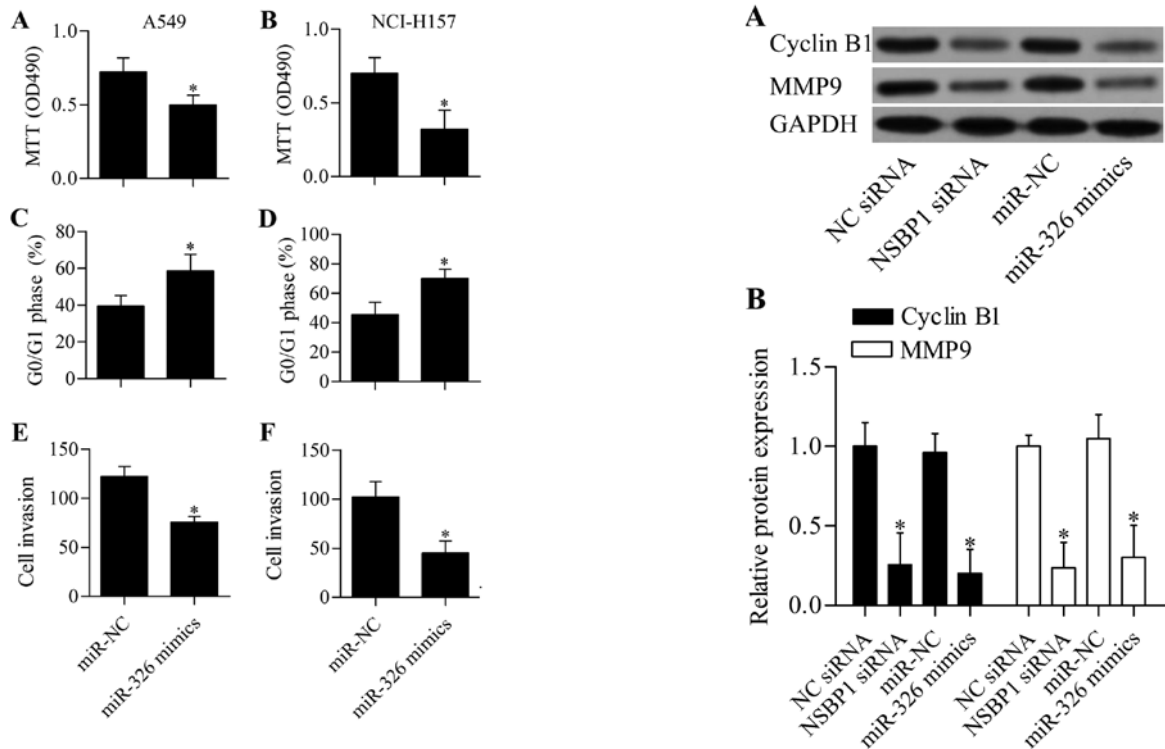 A
A549
MTT (OD490)
1.0
0.5
0.0
*
B
NCI-H157
MTT (OD490)
1.0
0.5
0.0
*
C
G0/G1 phase (%)
80
60
40
20
0
*
D
G0/G1 phase (%)
100
80
60
40
20
0
*
E
Cell invasion
150
100
50
0
*
miR-NC
miR-326 mimics
F
Cell invasion
150
100
50
0
*
miR-NC
miR-326 mimics
A
Cyclin B1
MMP9
GAPDH
NC siRNA
NSBP1 siRNA
miR-NC
miR-326 mimics
B
Cyclin B1
MMP9
Relative protein expression
1.5
1.0
0.5
0.0
* * * *
NC siRNA
NSBP1 siRNA
miR-NC
miR-326 mimics
NC siRNA
NSBP1 siRNA
miR-NC
miR-326 mimics